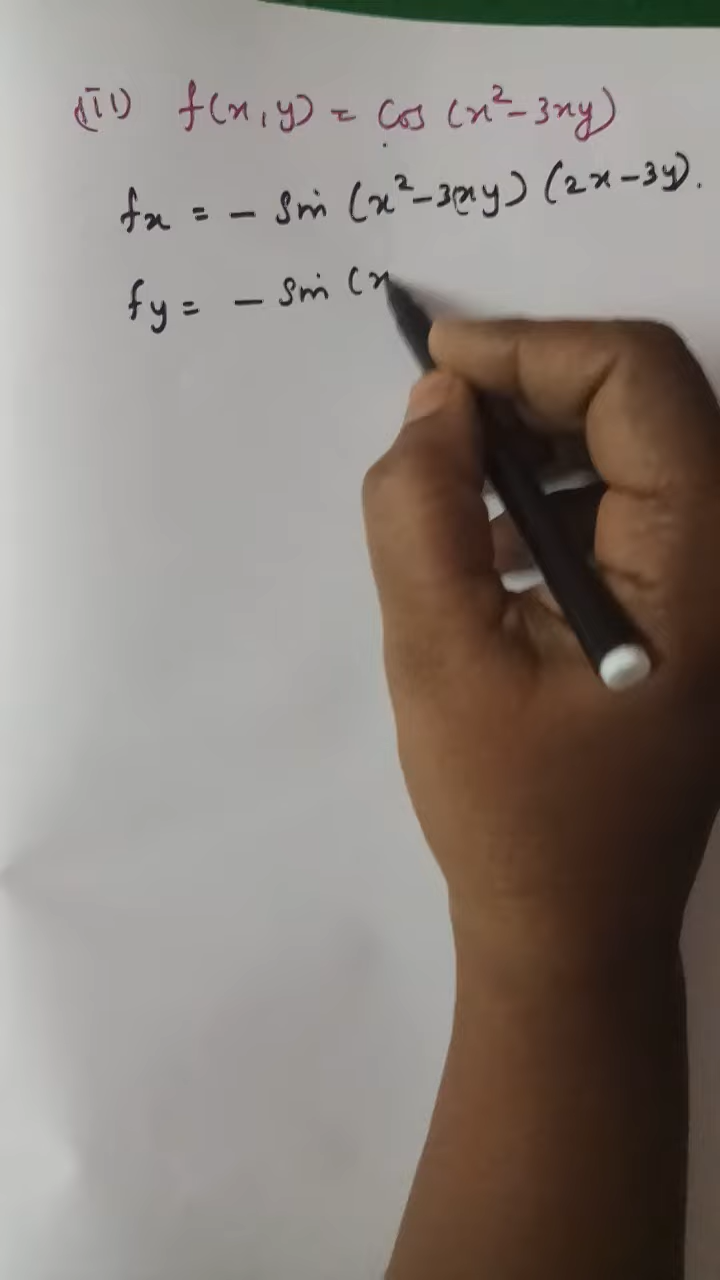 (ii) f(x,y) = cos (x²-3xy)
fx = - sin (x²-3xy) (2x-3y).
fy = - sin (x